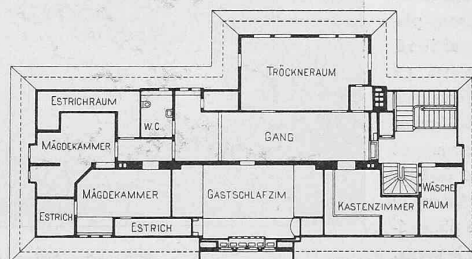 TRÖCKNERAUM
ESTRICHRAUM
W.C.
GANG
MÄGDEKAMMER
MÄGDEKAMMER
GASTSCHLAFZIM.
KASTENZIMMER
WÄSCHE
RAUM
ESTRICH
ESTRICH